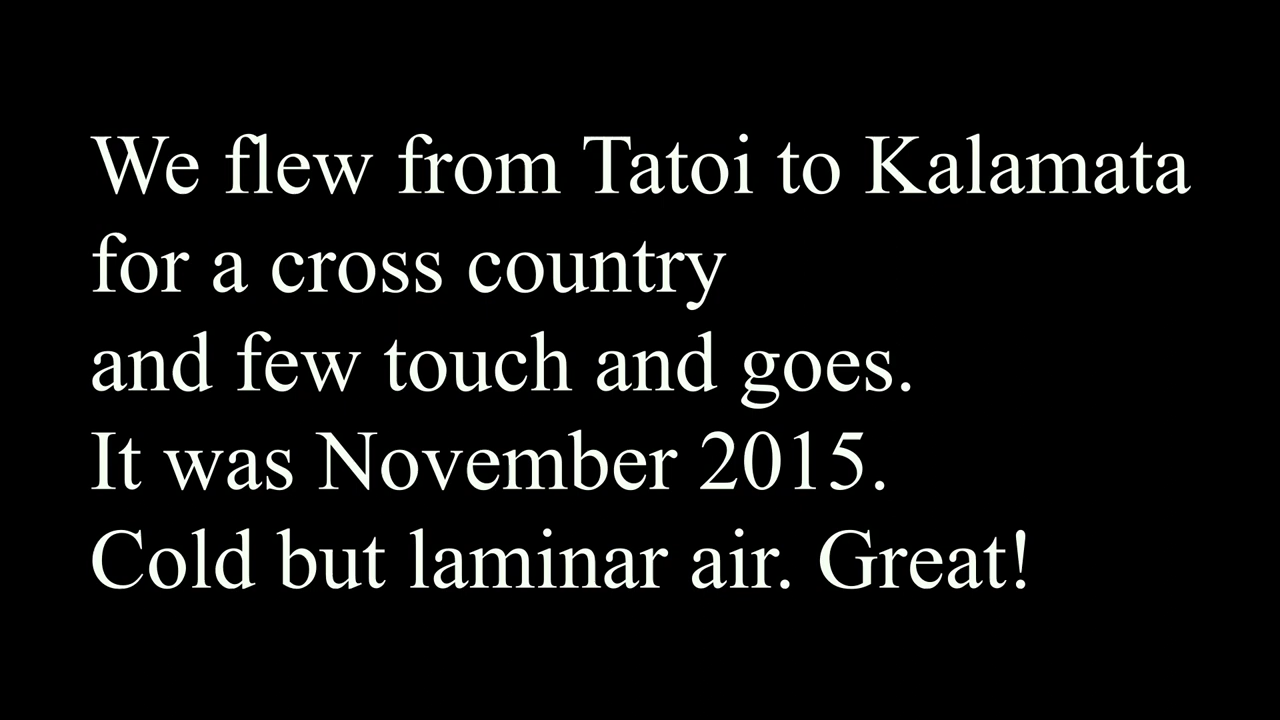 We flew from Tatoi to Kalamata
for a cross country
and few touch and goes.
It was November 2015.
Cold but laminar air. Great!